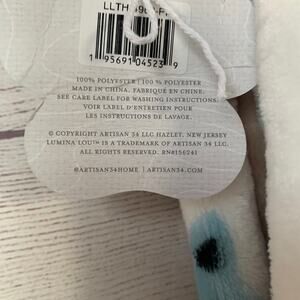 LLTH
1 95691 04523 9
100% POLYESTER | 100 % POLYESTER
MADE IN CHINA. FABRIQUÉ EN CHINE.
SEE CARE LABEL FOR WASHING INSTRUCTIONS.
VOIR L'ÉTIQUETTE POUR
LES INSTRUCTIONS DE LAVAGE.
© COPYRIGHT ARTISAN 34 LLC HAZLET, NEW JERSEY
LUMINA LOU™ IS A TRADEMARK OF ARTISAN 34 LLC.
ALL RIGHTS RESERVED. RN#156241
@ARTISAN34HOME | ARTISAN34.COM